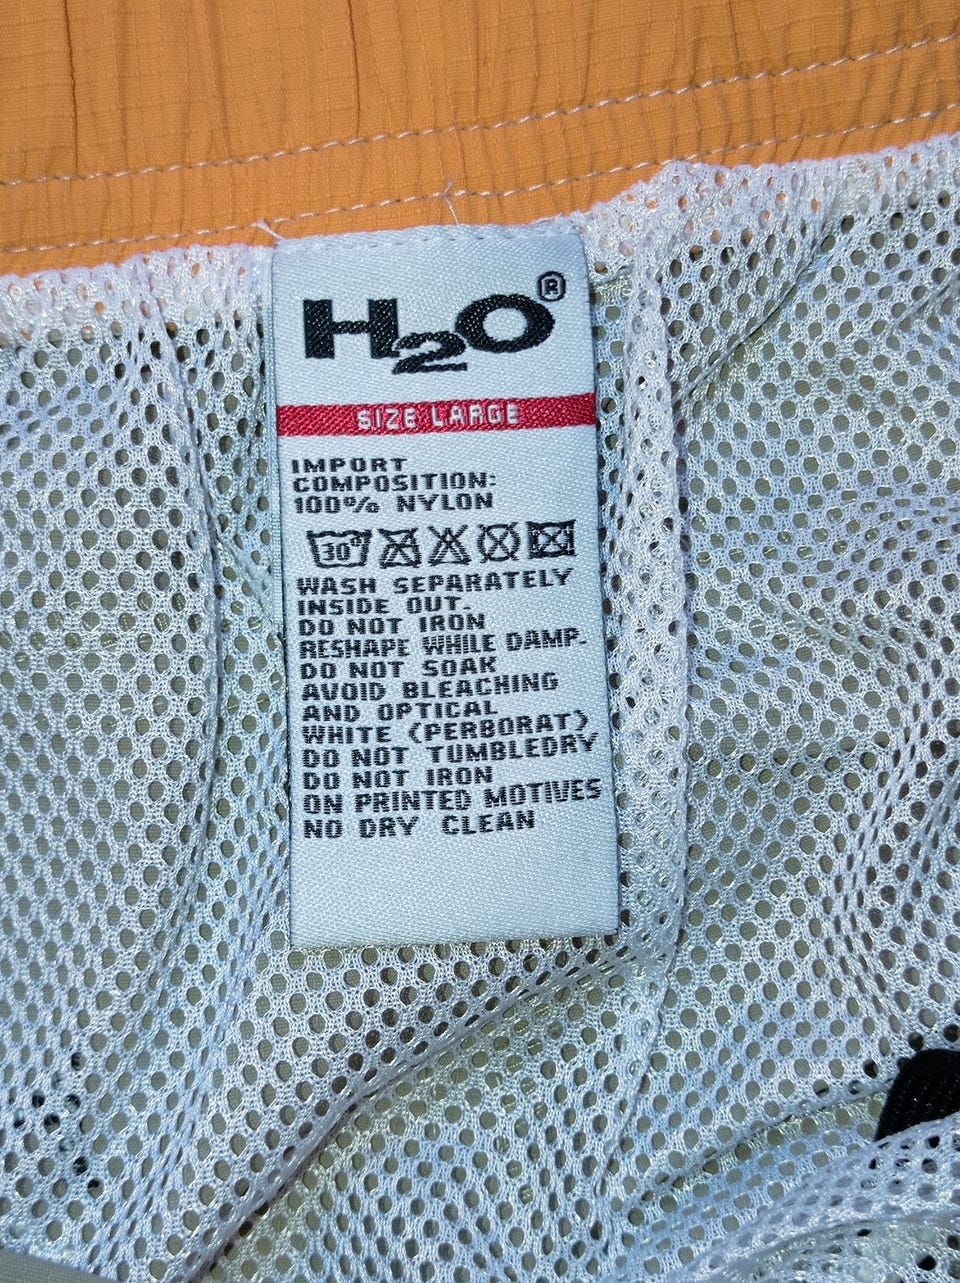 H2O®
SIZE LARGE
IMPORT
COMPOSITION:
100% NYLON
30°
WASH SEPARATELY
INSIDE OUT.
DO NOT IRON
RESHAPE WHILE DAMP.
DO NOT SOAK
AVOID BLEACHING
AND OPTICAL
WHITE (PERBORAT)
DO NOT TUMBLEDRY
DO NOT IRON
ON PRINTED MOTIVES
NO DRY CLEAN